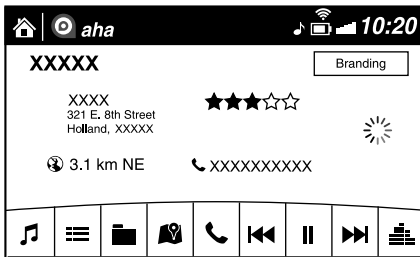 aha
10:20
XXXXX
Branding
XXXX
321 E. 8th Street
Holland, XXXXX
3.1 km NE
XXXXXXXXXX